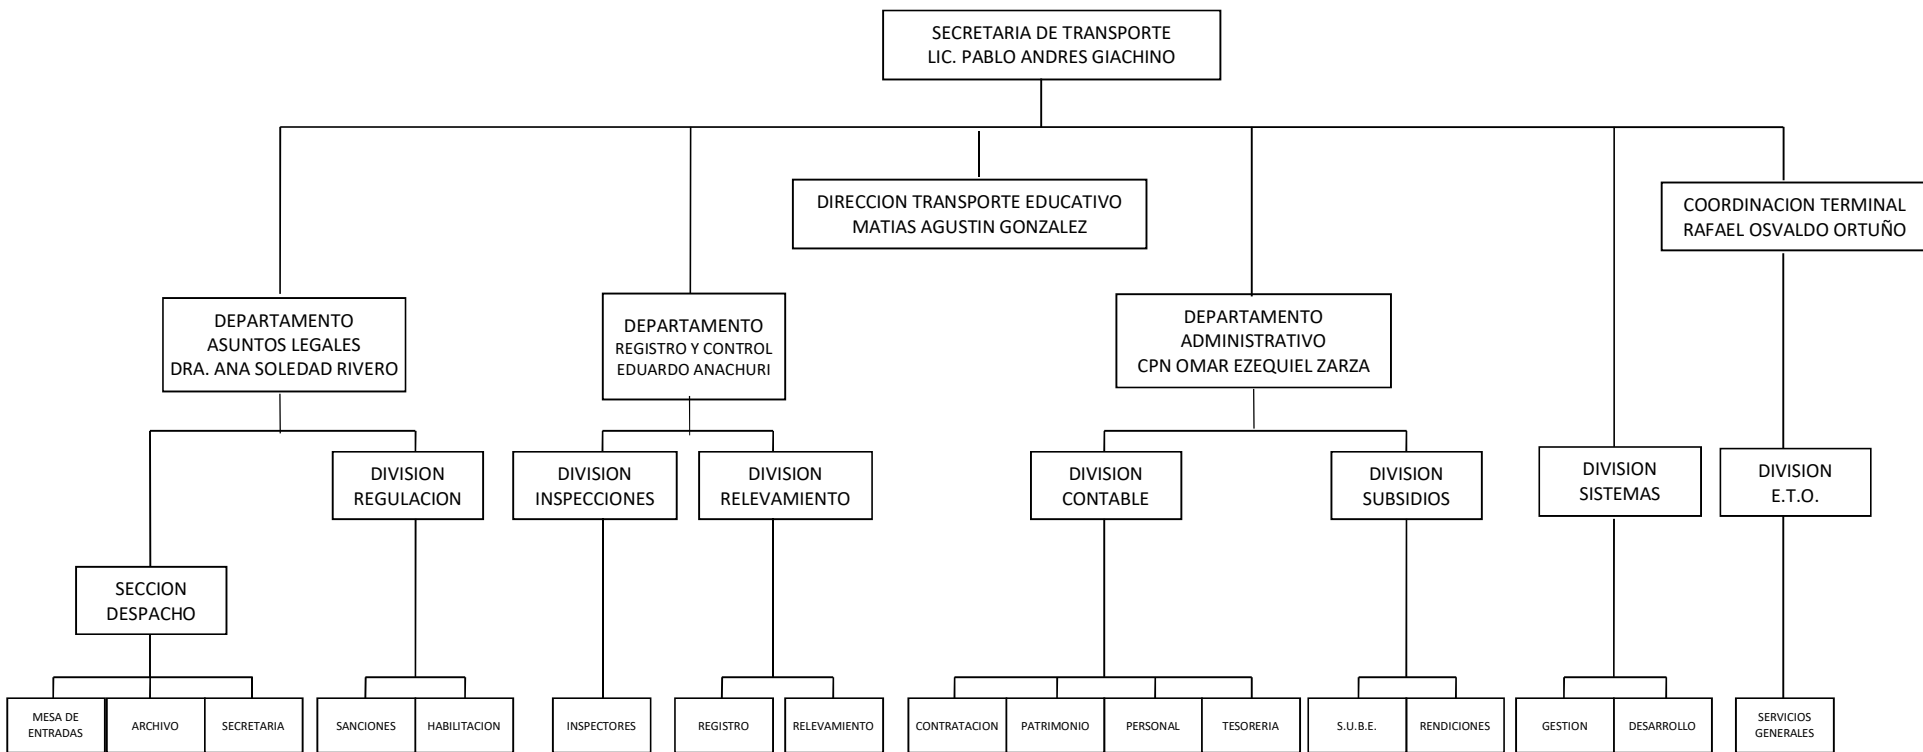 SECRETARIA DE TRANSPORTE
LIC. PABLO ANDRES GIACHINO
DIRECCION TRANSPORTE EDUCATIVO
MATIAS AGUSTIN GONZALEZ
COORDINACION TERMINAL
RAFAEL OSVALDO ORTUÑO
DEPARTAMENTO
ASUNTOS LEGALES
DRA. ANA SOLEDAD RIVERO
DEPARTAMENTO
REGISTRO Y CONTROL
EDUARDO ANACHURI
DEPARTAMENTO
ADMINISTRATIVO
CPN OMAR EZEQUIEL ZARZA
DIVISION
REGULACION
DIVISION
INSPECCIONES
DIVISION
RELEVAMIENTO
DIVISION
CONTABLE
DIVISION
SUBSIDIOS
DIVISION
SISTEMAS
DIVISION
E.T.O.
SECCION
DESPACHO
MESA DE
ENTRADAS
ARCHIVO
SECRETARIA
SANCIONES
HABILITACION
INSPECTORES
REGISTRO
RELEVAMIENTO
CONTRATACION
PATRIMONIO
PERSONAL
TESORERIA
S.U.B.E.
RENDICIONES
GESTION
DESARROLLO
SERVICIOS
GENERALES